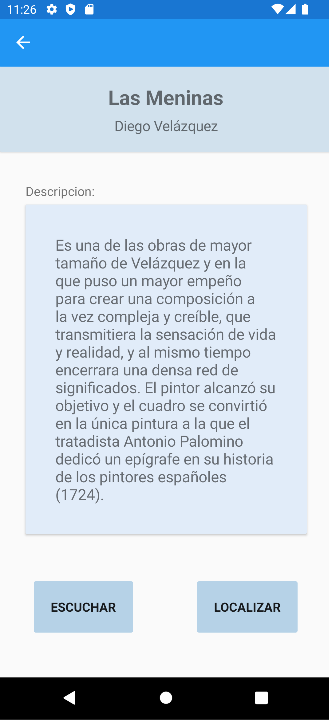 11:26
Las Meninas
Diego Velázquez
Descripcion:
Es una de las obras de mayor
tamaño de Velázquez y en la
que puso un mayor empeño
para crear una composición a
la vez compleja y creíble, que
transmitiera la sensación de vida
y realidad, y al mismo tiempo
encerrara una densa red de
significados. El pintor alcanzó su
objetivo y el cuadro se convirtió
en la única pintura a la que el
tratadista Antonio Palomino
dedicó un epígrafe en su historia
de los pintores españoles
(1724).
ESCUCHAR
LOCALIZAR